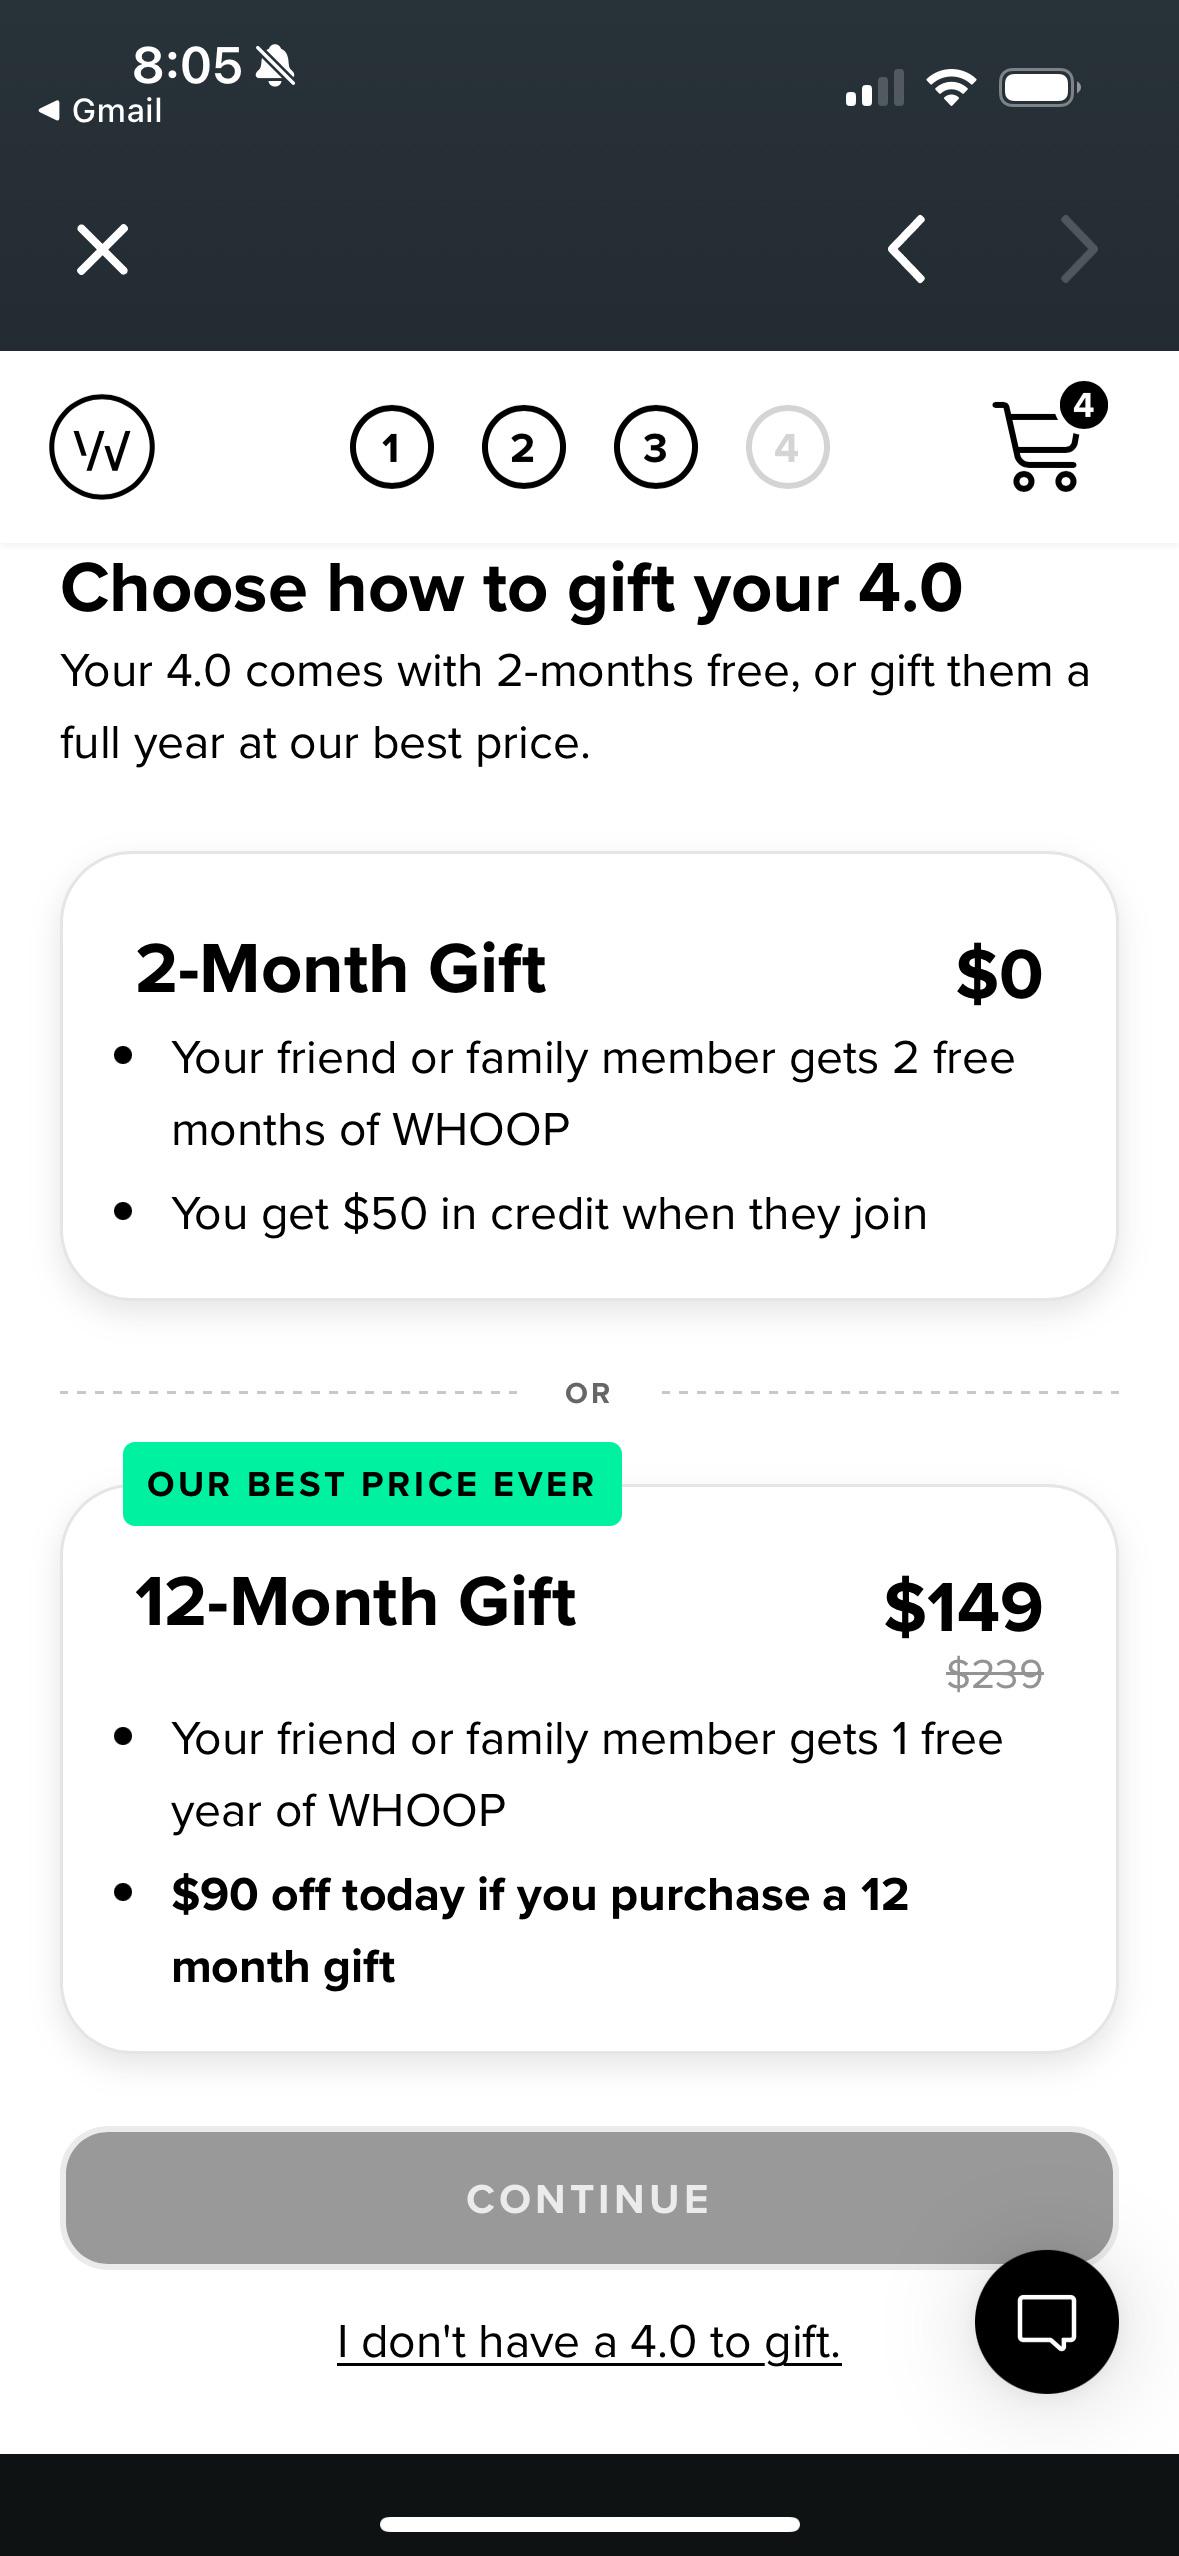 8:05
Gmail
1 2 3 4
4
Choose how to gift your 4.0
Your 4.0 comes with 2-months free, or gift them a
full year at our best price.
2-Month Gift $0
• Your friend or family member gets 2 free
months of WHOOP
• You get $50 in credit when they join
OR
OUR BEST PRICE EVER
12-Month Gift $149
$239
• Your friend or family member gets 1 free
year of WHOOP
• $90 off today if you purchase a 12
month gift
CONTINUE
I don't have a 4.0 to gift.